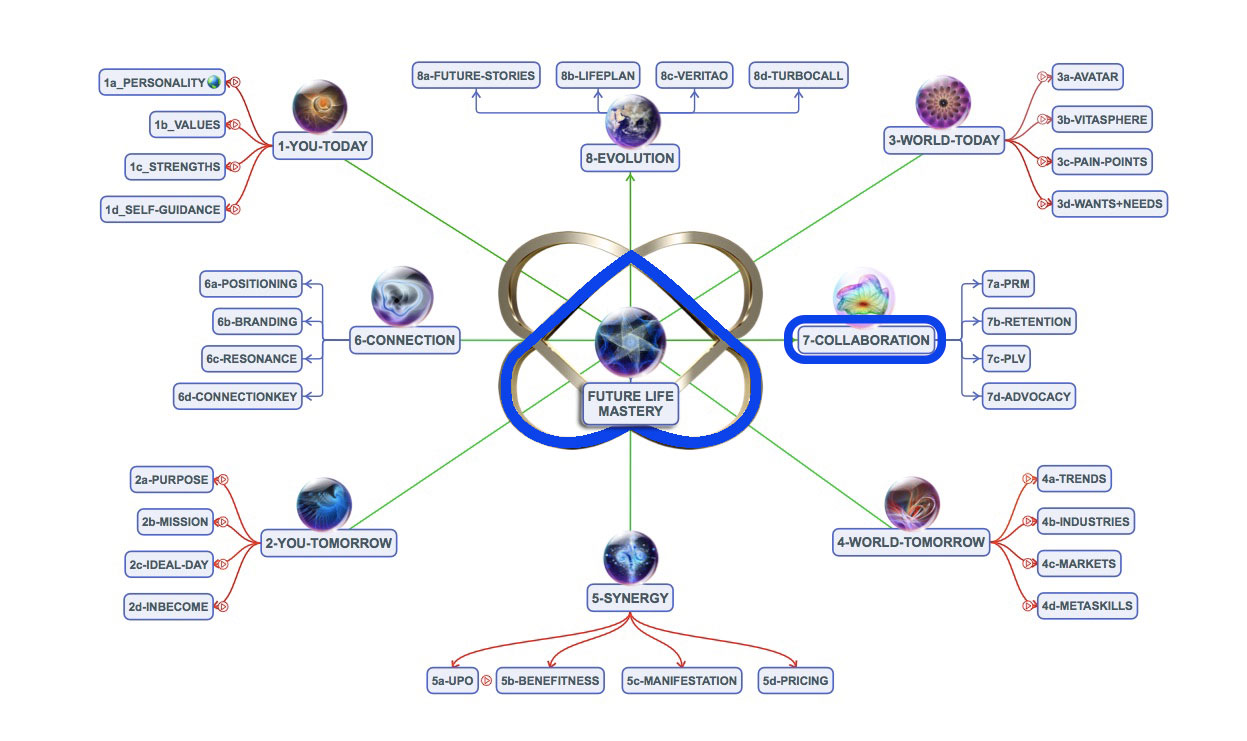 1a_PERSONALITY
1b_VALUES
1c_STRENGTHS
1d_SELF-GUIDANCE
1-YOU-TODAY
8a-FUTURE-STORIES
8b-LIFEPLAN
8c-VERITAO
8d-TURBOCALL
8-EVOLUTION
3-WORLD-TODAY
3a-AVATAR
3b-VITASPHERE
3c-PAIN-POINTS
3d-WANTS+NEEDS
6a-POSITIONING
6b-BRANDING
6c-RESONANCE
6d-CONNECTIONKEY
6-CONNECTION
FUTURE LIFE
MASTERY
7-COLLABORATION
7a-PRM
7b-RETENTION
7c-PLV
7d-ADVOCACY
2a-PURPOSE
2b-MISSION
2c-IDEAL-DAY
2d-INBECOME
2-YOU-TOMORROW
5-SYNERGY
5a-UPO
5b-BENEFITNESS
5c-MANIFESTATION
5d-PRICING
4-WORLD-TOMORROW
4a-TRENDS
4b-INDUSTRIES
4c-MARKETS
4d-METASKILLS